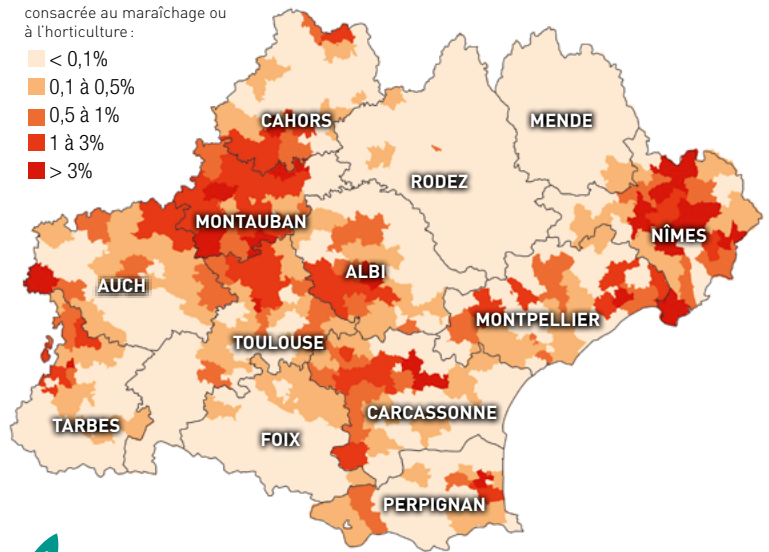 consacrée au maraîchage ou
à l'horticulture :
< 0,1%
0,1 à 0,5%
0,5 à 1%
1 à 3%
> 3%
CAHORS
MENDE
RODEZ
MONTAUBAN
NÎMES
ALBI
AUCH
MONTPELLIER
TOULOUSE
CARCASSONNE
TARBES
FOIX
PERPIGNAN